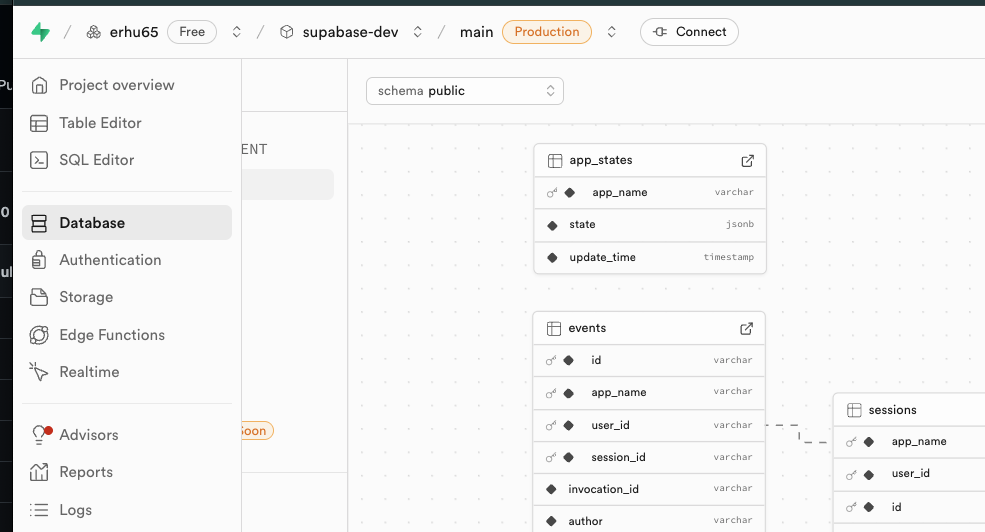 erhu65 Free / supabase-dev / main Production Connect
Project overview
Table Editor
SQL Editor
Database
Authentication
Storage
Edge Functions
Realtime
Advisors
Reports
Logs
ENT
oon
schema public
app_states
app_name varchar
state jsonb
update_time timestamp
events
id varchar
app_name varchar
user_id varchar
session_id varchar
invocation_id varchar
author varchar
sessions
app_name
user_id
id